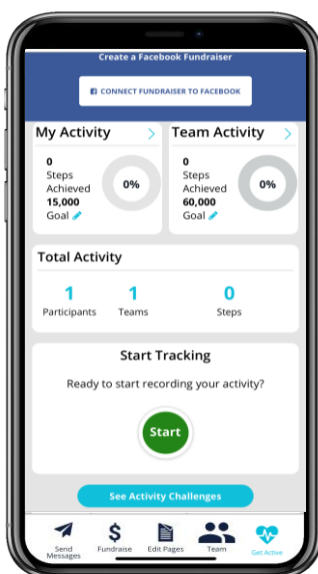 Create a Facebook Fundraiser
CONNECT FUNDRAISER TO FACEBOOK
My Activity
0
Steps
Achieved
15,000
Goal
0%
Team Activity
0
Steps
Achieved
60,000
Goal
0%
Total Activity
1
Participants
1
Teams
0
Steps
Start Tracking
Ready to start recording your activity?
Start
See Activity Challenges
Send
Messages
Fundraise
Edit Pages
Team
Get Active